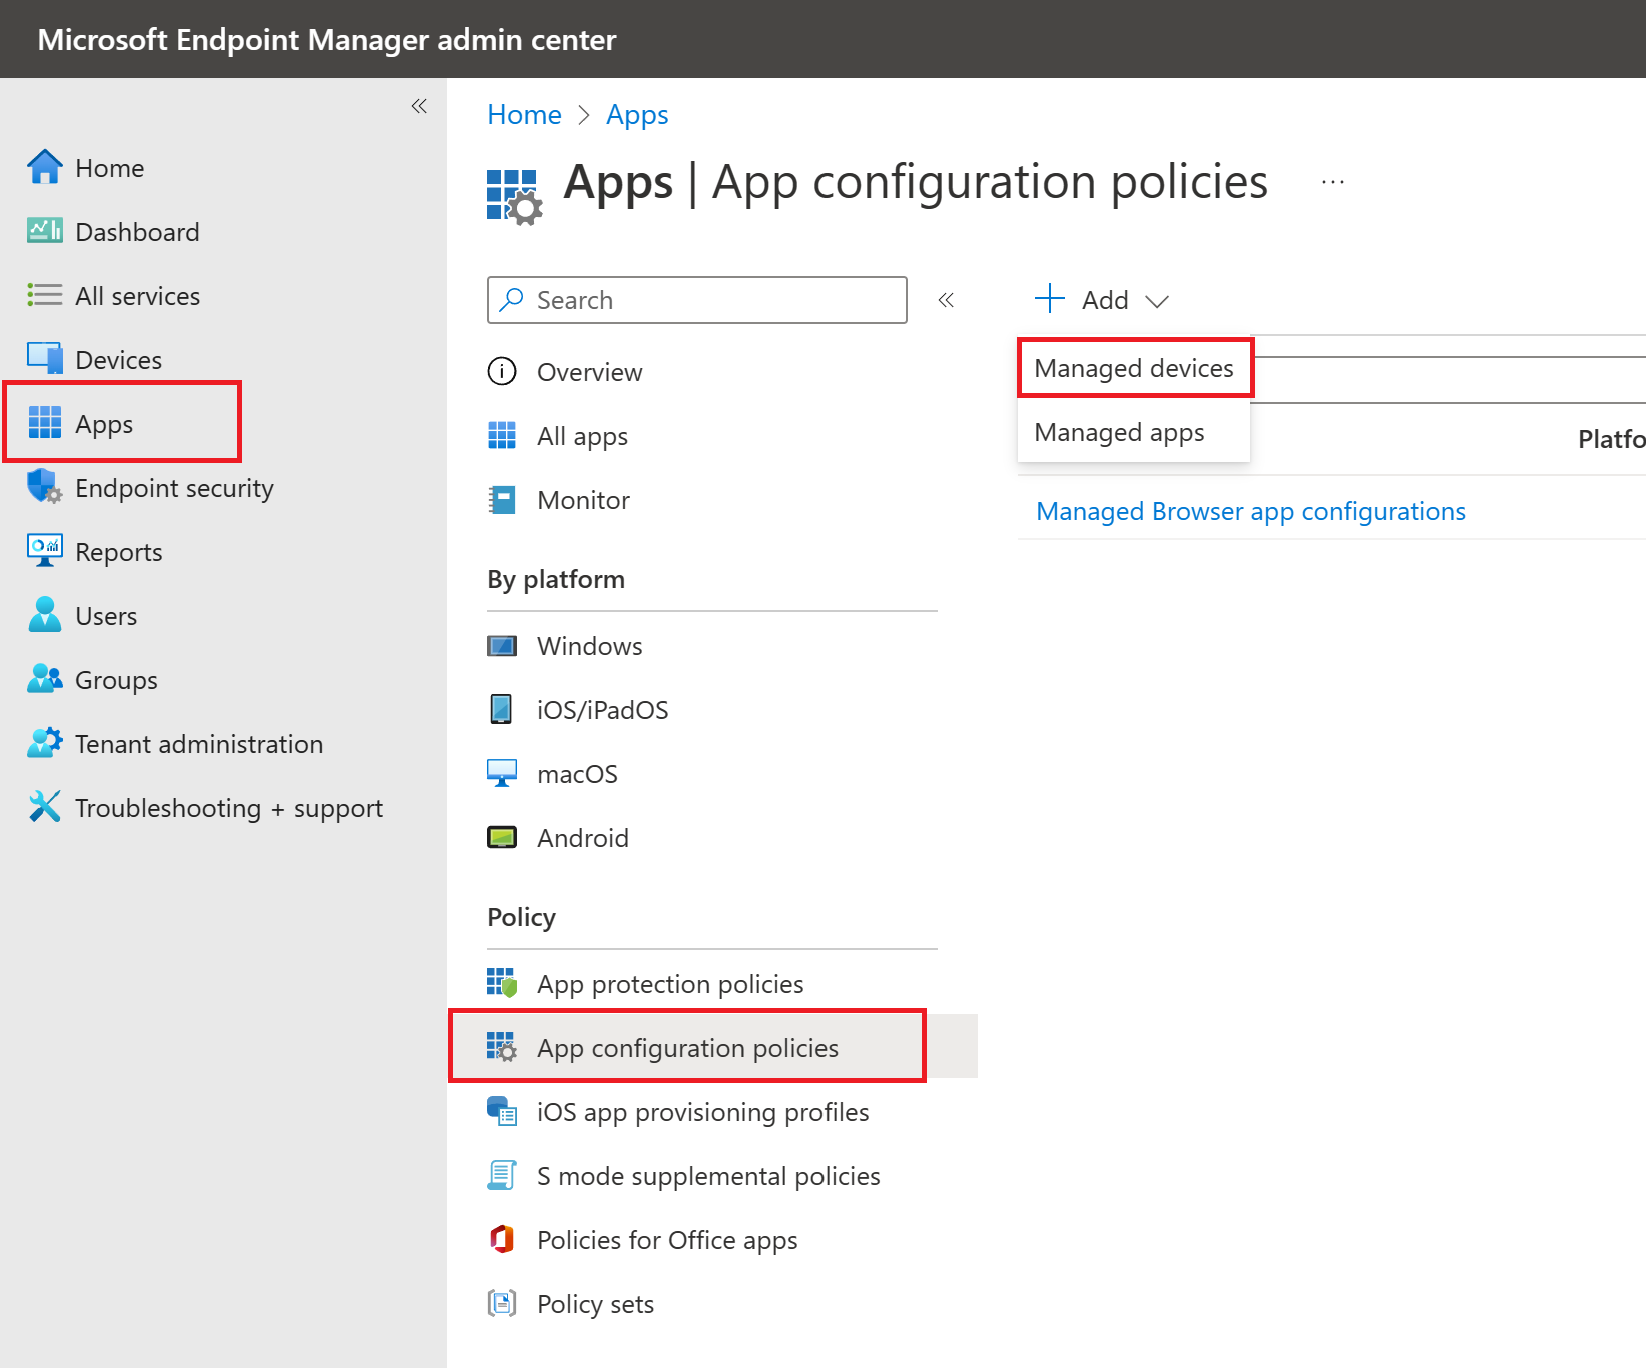 Microsoft Endpoint Manager admin center
Home
Dashboard
All services
Devices
Apps
Endpoint security
Reports
Users
Groups
Tenant administration
Troubleshooting + support
Home > Apps
Apps | App configuration policies ...
Search
Overview
All apps
Monitor
By platform
Windows
iOS/iPadOS
macOS
Android
Policy
App protection policies
App configuration policies
iOS app provisioning profiles
S mode supplemental policies
Policies for Office apps
Policy sets
Add
Managed devices
Managed apps
Platfo
Managed Browser app configurations